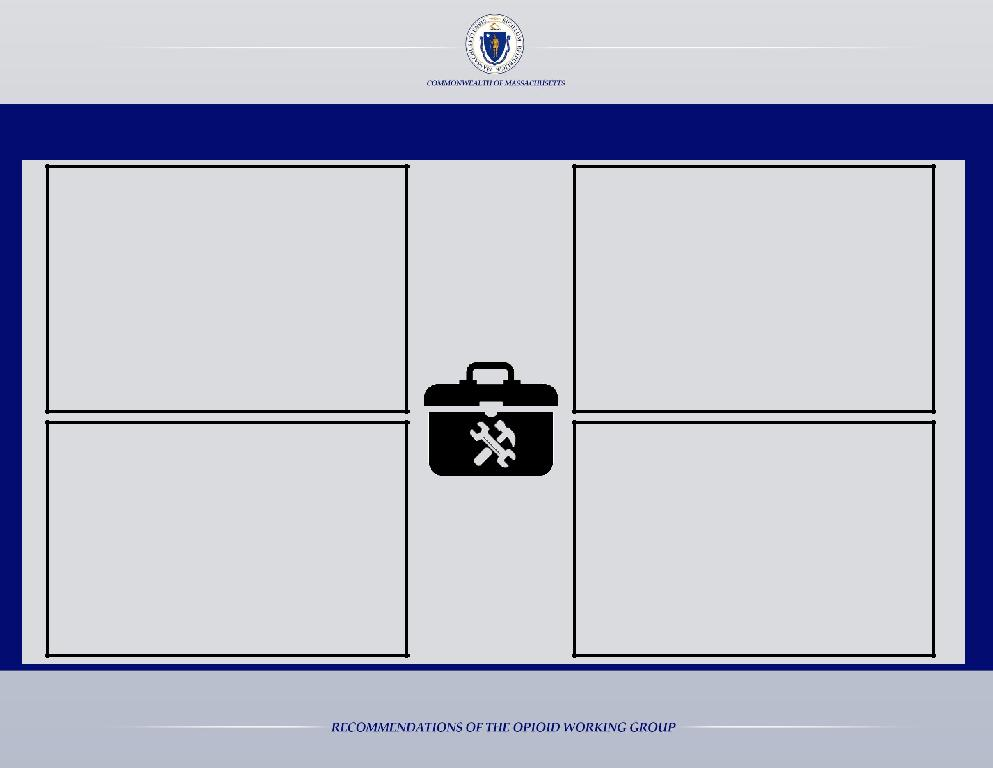 COMMONWEALTH OF MASSACHUSETTS
RECOMMENDATIONS OF THE OPIOID WORKING GROUP